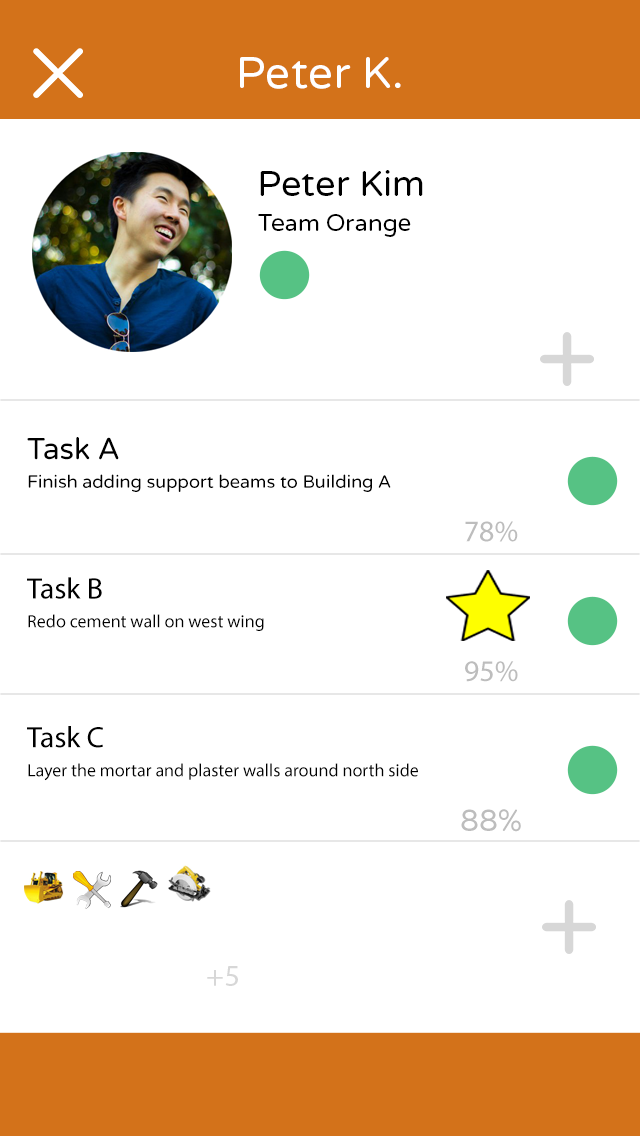 Peter K.
Peter Kim
Team Orange
Task A
Finish adding support beams to Building A
78%
Task B
Redo cement wall on west wing
95%
Task C
Layer the mortar and plaster walls around north side
88%
+5